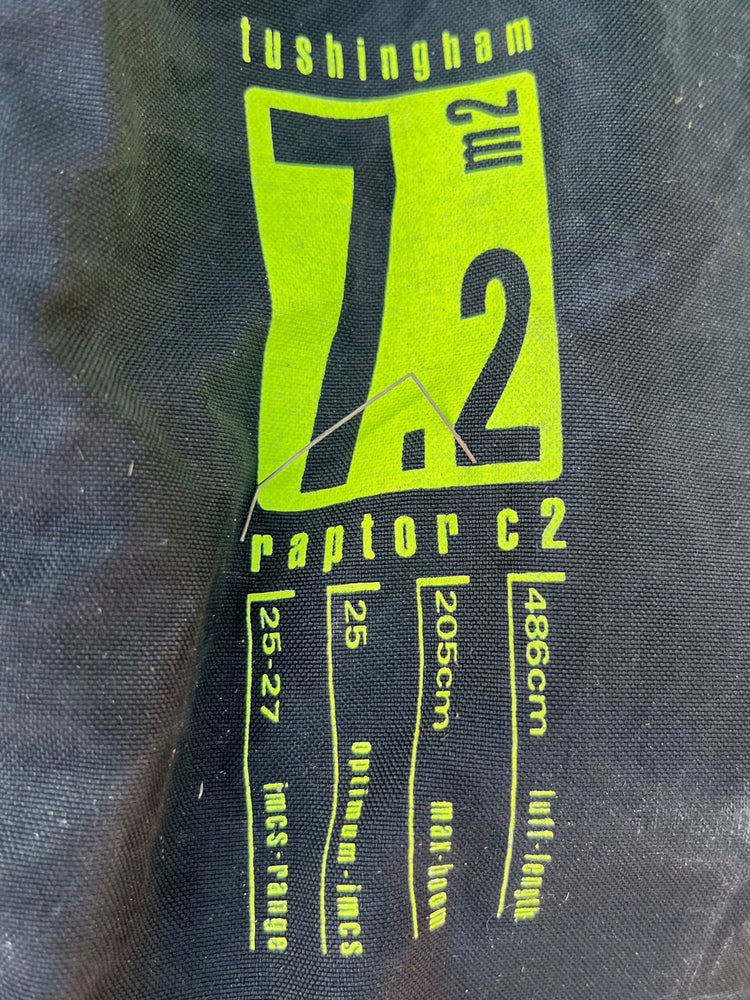 tushingham
7.2 m2
raptor c2
486cm luff-length
205cm max-boom
25 optimum-imcs
25-27 imcs-range